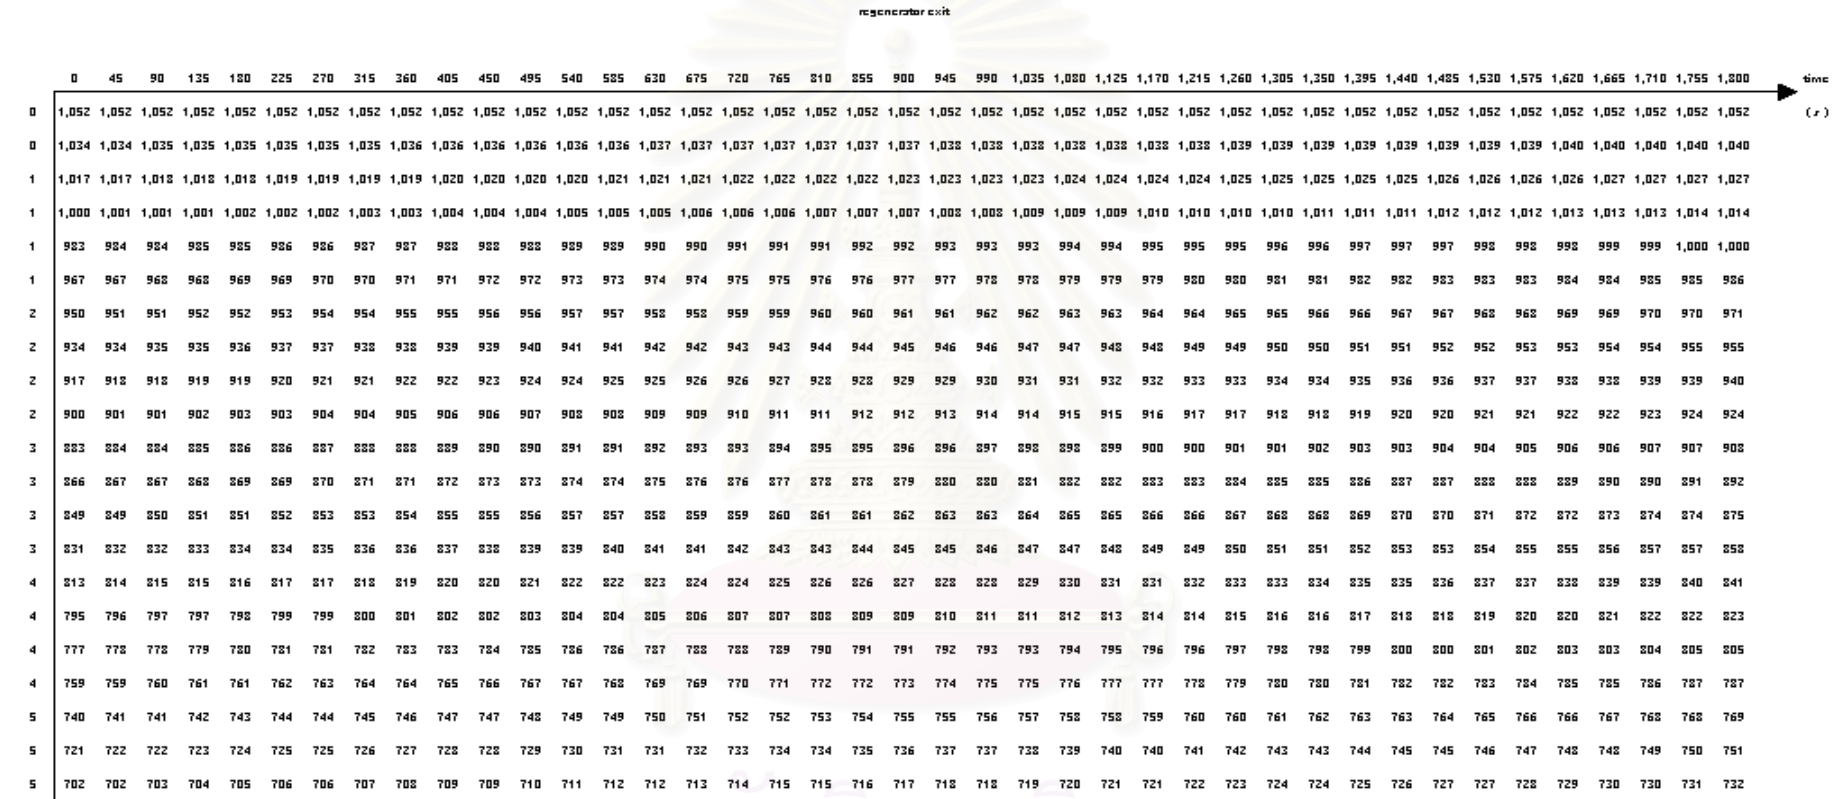 regenerator exit
0 45 90 135 180 225 270 315 360 405 450 495 540 585 630 675 720 765 810 855 900 945 990 1,035 1,080 1,125 1,170 1,215 1,260 1,305 1,350 1,395 1,440 1,485 1,530 1,575 1,620 1,665 1,710 1,755 1,800 time
0 1,052 1,052 1,052 1,052 1,052 1,052 1,052 1,052 1,052 1,052 1,052 1,052 1,052 1,052 1,052 1,052 1,052 1,052 1,052 1,052 1,052 1,052 1,052 1,052 1,052 1,052 1,052 1,052 1,052 1,052 1,052 1,052 1,052 1,052 1,052 1,052 1,052 1,052 1,052 1,052 1,052 (s)
0 1,034 1,034 1,035 1,035 1,035 1,035 1,035 1,035 1,036 1,036 1,036 1,036 1,036 1,036 1,037 1,037 1,037 1,037 1,037 1,037 1,037 1,038 1,038 1,038 1,038 1,038 1,038 1,038 1,039 1,039 1,039 1,039 1,039 1,039 1,039 1,039 1,040 1,040 1,040 1,040 1,040
1 1,017 1,017 1,018 1,018 1,018 1,019 1,019 1,019 1,019 1,020 1,020 1,020 1,020 1,021 1,021 1,021 1,022 1,022 1,022 1,022 1,023 1,023 1,023 1,023 1,024 1,024 1,024 1,024 1,025 1,025 1,025 1,025 1,025 1,026 1,026 1,026 1,026 1,027 1,027 1,027 1,027
1 1,000 1,001 1,001 1,001 1,002 1,002 1,002 1,003 1,003 1,004 1,004 1,004 1,005 1,005 1,005 1,006 1,006 1,006 1,007 1,007 1,007 1,008 1,008 1,009 1,009 1,009 1,010 1,010 1,010 1,010 1,011 1,011 1,011 1,012 1,012 1,012 1,013 1,013 1,013 1,014 1,014
1 983 984 984 985 985 986 986 987 987 988 988 988 989 989 990 990 991 991 991 992 992 993 993 993 994 994 995 995 995 996 996 997 997 997 998 998 998 999 999 1,000 1,000
1 967 967 968 968 969 969 970 970 971 971 972 972 973 973 974 974 975 975 976 976 977 977 978 978 979 979 979 980 980 981 981 982 982 983 983 983 984 984 985 985 986
2 950 951 951 952 952 953 954 954 955 955 956 956 957 957 958 958 959 959 960 960 961 961 962 962 963 963 964 964 965 965 966 966 967 967 968 968 969 969 970 970 971
2 934 934 935 935 936 937 937 938 938 939 939 940 941 941 942 942 943 943 944 944 945 946 946 947 947 948 948 949 949 950 950 951 951 952 952 953 953 954 954 955 955
2 917 918 918 919 919 920 921 921 922 922 923 924 924 925 925 926 926 927 928 928 929 929 930 931 931 932 932 933 933 934 934 935 936 936 937 937 938 938 939 939 940
2 900 901 901 902 903 903 904 904 905 906 906 907 908 908 909 909 910 911 911 912 912 913 914 914 915 915 916 917 917 918 918 919 920 920 921 921 922 922 923 924 924
3 883 884 884 885 886 886 887 888 888 889 890 890 891 891 892 893 893 894 895 895 896 896 897 898 898 899 900 900 901 901 902 903 903 904 904 905 906 906 907 907 908
3 866 867 867 868 869 869 870 871 871 872 873 873 874 874 875 876 876 877 878 878 879 880 880 881 882 882 883 883 884 885 885 886 887 887 888 888 889 890 890 891 892
3 849 849 850 851 851 852 853 853 854 855 855 856 857 857 858 859 859 860 861 861 862 863 863 864 865 865 866 866 867 868 868 869 870 870 871 872 872 873 874 874 875
3 831 832 832 833 834 834 835 836 836 837 838 839 839 840 841 841 842 843 843 844 845 845 846 847 847 848 849 849 850 851 851 852 853 853 854 855 855 856 857 857 858
4 813 814 815 815 816 817 817 818 819 820 820 821 822 822 823 824 824 825 826 826 827 828 828 829 830 831 831 832 833 833 834 835 835 836 837 837 838 839 839 840 841
4 795 796 797 797 798 799 799 800 801 802 802 803 804 804 805 806 807 807 808 809 809 810 811 811 812 813 814 814 815 816 816 817 818 818 819 820 820 821 822 822 823
4 777 778 778 779 780 781 781 782 783 783 784 785 786 786 787 788 788 789 790 791 791 792 793 793 794 795 796 796 797 798 798 799 800 800 801 802 803 803 804 805 805
4 759 759 760 761 761 762 763 764 764 765 766 767 767 768 769 769 770 771 772 772 773 774 775 775 776 777 777 778 779 780 780 781 782 782 783 784 785 785 786 787 787
5 740 741 741 742 743 744 744 745 746 747 747 748 749 749 750 751 752 752 753 754 755 755 756 757 758 758 759 760 760 761 762 763 763 764 765 766 766 767 768 768 769
5 721 722 722 723 724 725 725 726 727 728 728 729 730 731 731 732 733 734 734 735 736 737 737 738 739 740 740 741 742 743 743 744 745 745 746 747 748 748 749 750 751
5 702 702 703 704 705 706 706 707 708 709 709 710 711 712 712 713 714 715 715 716 717 718 718 719 720 721 721 722 723 724 724 725 726 727 727 728 729 730 730 731 732